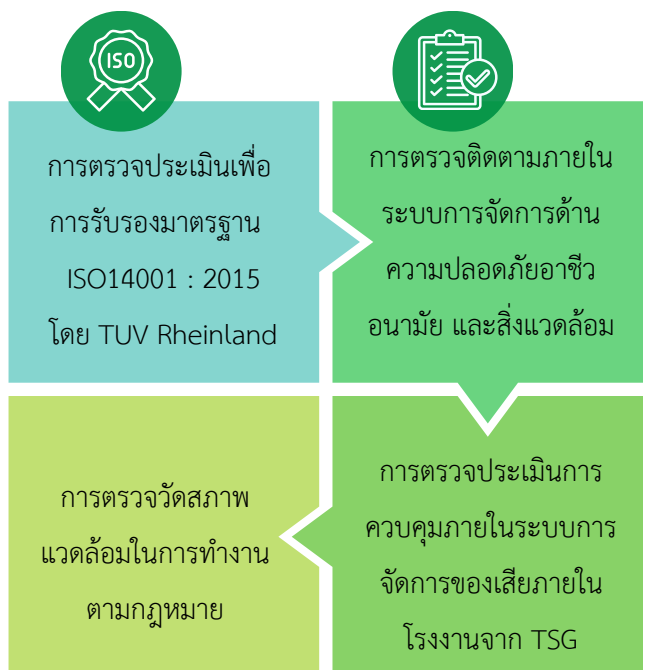 ISO
การตรวจประเมินเพื่อ
การรับรองมาตรฐาน
ISO14001 : 2015
โดย TUV Rheinland
การตรวจติดตามภายใน
ระบบการจัดการด้าน
ความปลอดภัยอาชีว
อนามัย และสิ่งแวดล้อม
การตรวจประเมินการ
ควบคุมภายในระบบการ
จัดการของเสียภายใน
โรงงานจาก TSG
การตรวจวัดสภาพ
แวดล้อมในการทำงาน
ตามกฎหมาย